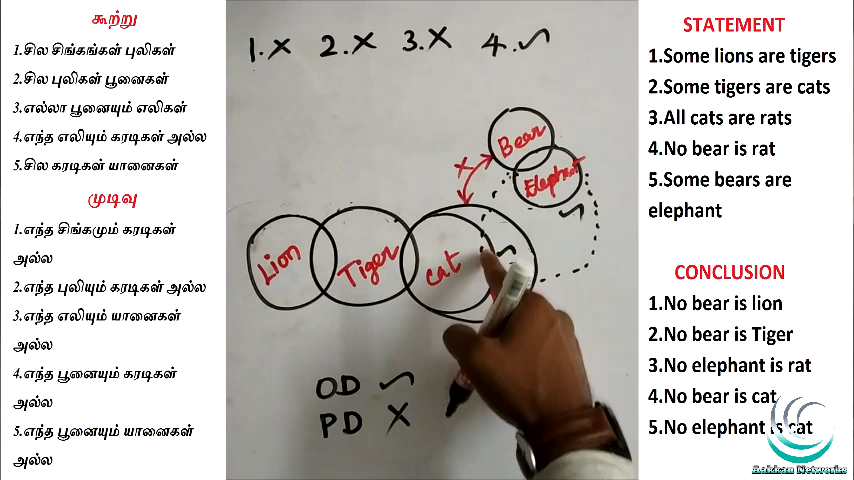 கூற்று
1.சில சிங்கங்கள் புலிகள்
2.சில புலிகள் பூனைகள்
3.எல்லா பூனையும் எலிகள்
4.எந்த எலியும் கரடிகள் அல்ல
5.சில கரடிகள் யானைகள்
முடிவு
1.எந்த சிங்கமும் கரடிகள்
அல்ல
2.எந்த புலியும் கரடிகள் அல்ல
3.எந்த எலியும் யானைகள்
அல்ல
4.எந்த பூனையும் கரடிகள்
அல்ல
5.எந்த பூனையும் யானைகள்
அல்ல
1.X 2.X 3.X 4.
Bear
Elephant
X
Lion
Tiger
cat
OD
PD X
STATEMENT
1.Some lions are tigers
2.Some tigers are cats
3.All cats are rats
4.No bear is rat
5.Some bears are
elephant
CONCLUSION
1.No bear is lion
2.No bear is Tiger
3.No elephant is rat
4.No bear is cat
5.No elephant is cat
Aakkan Networks